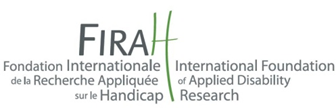 FIRAH
Fondation Internationale International Foundation
de la Recherche Appliquée of Applied Disability
sur le Handicap Research